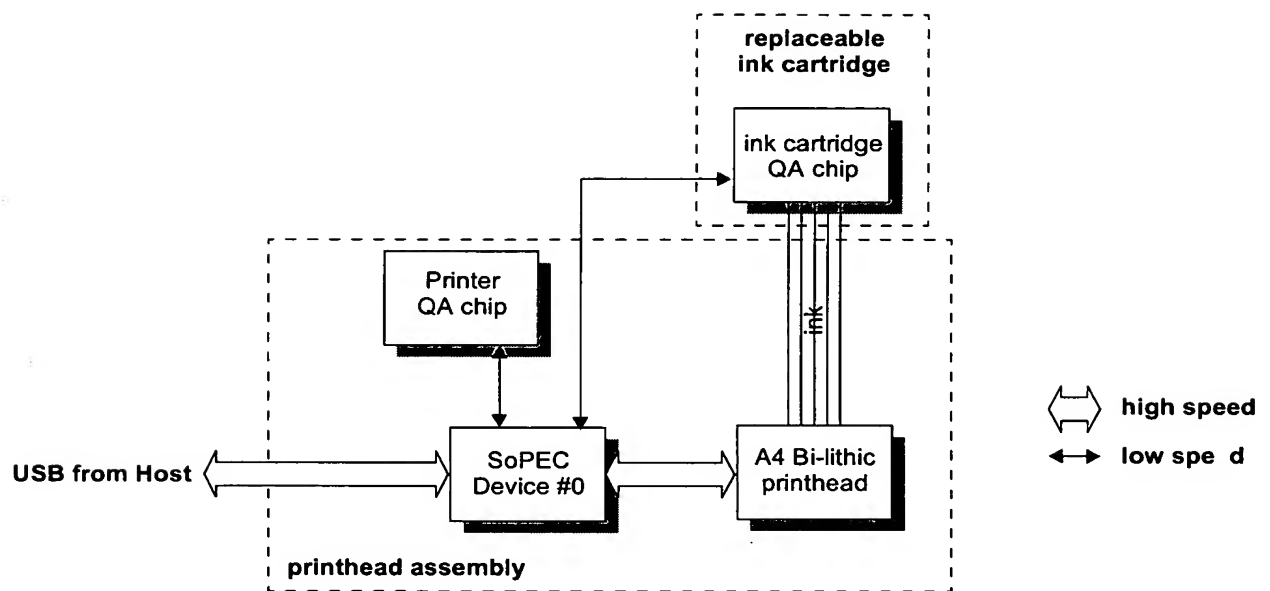 replaceable
ink cartridge
ink cartridge
QA chip
Printer
QA chip
ink
high speed
low spe d
USB from Host
SoPEC
Device #0
A4 Bi-lithic
printhead
printhead assembly